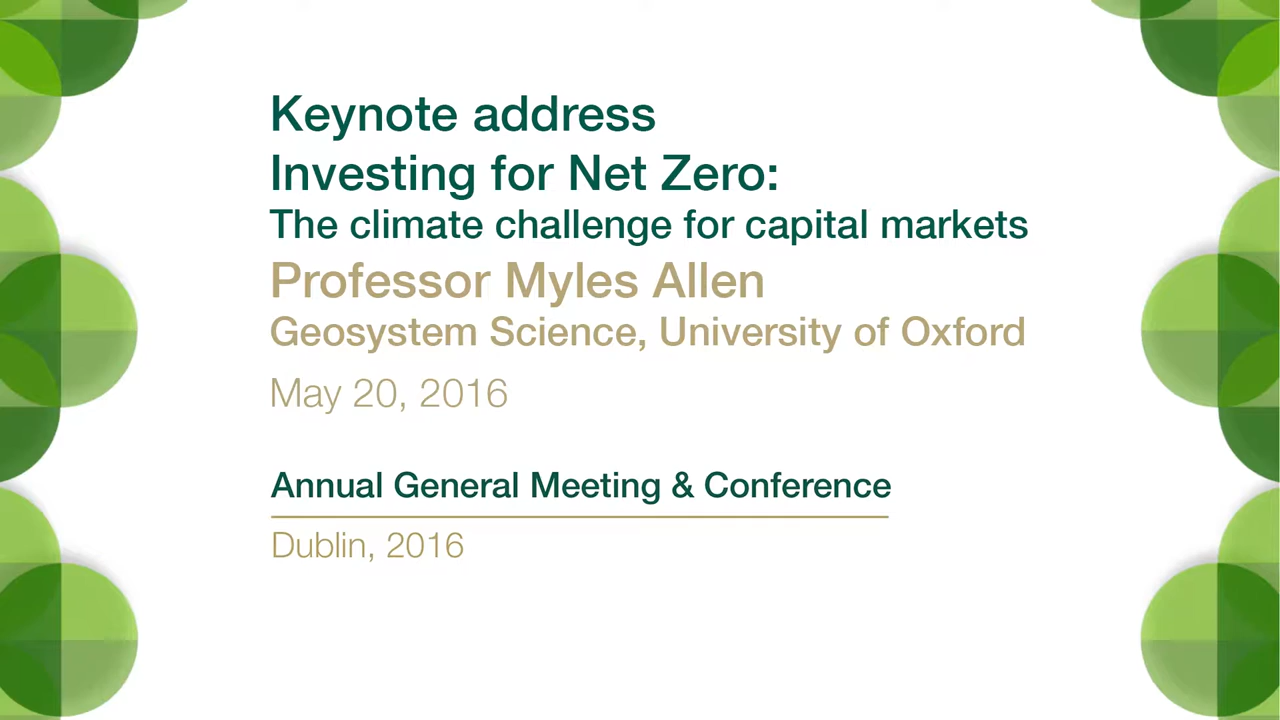 Keynote address
Investing for Net Zero:
The climate challenge for capital markets
Professor Myles Allen
Geosystem Science, University of Oxford
May 20, 2016
Annual General Meeting & Conference
Dublin, 2016